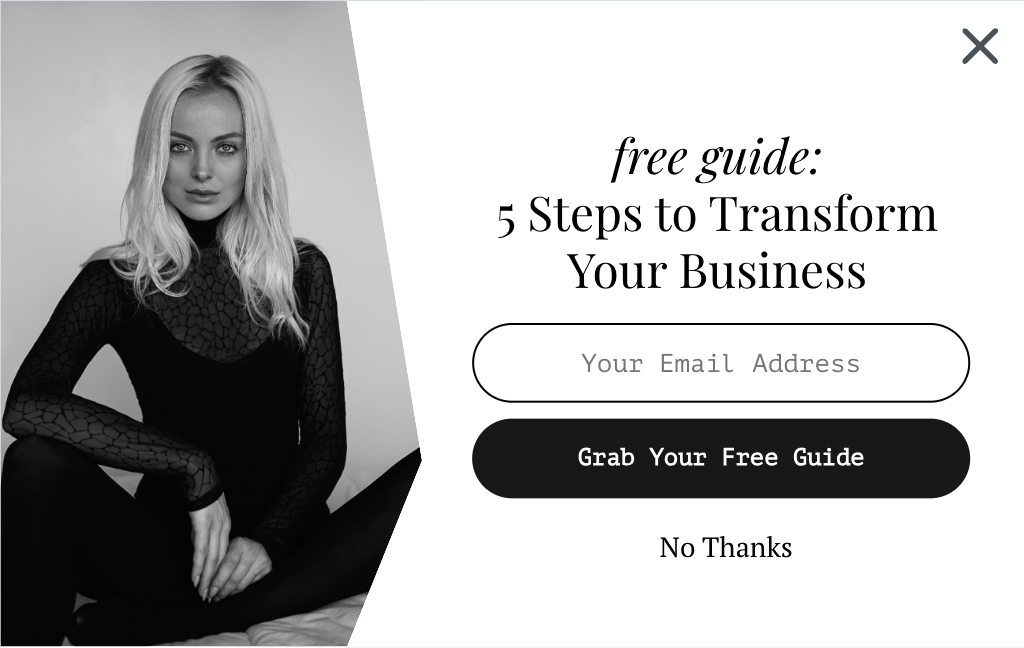 free guide:
5 Steps to Transform
Your Business
Your Email Address
Grab Your Free Guide
No Thanks